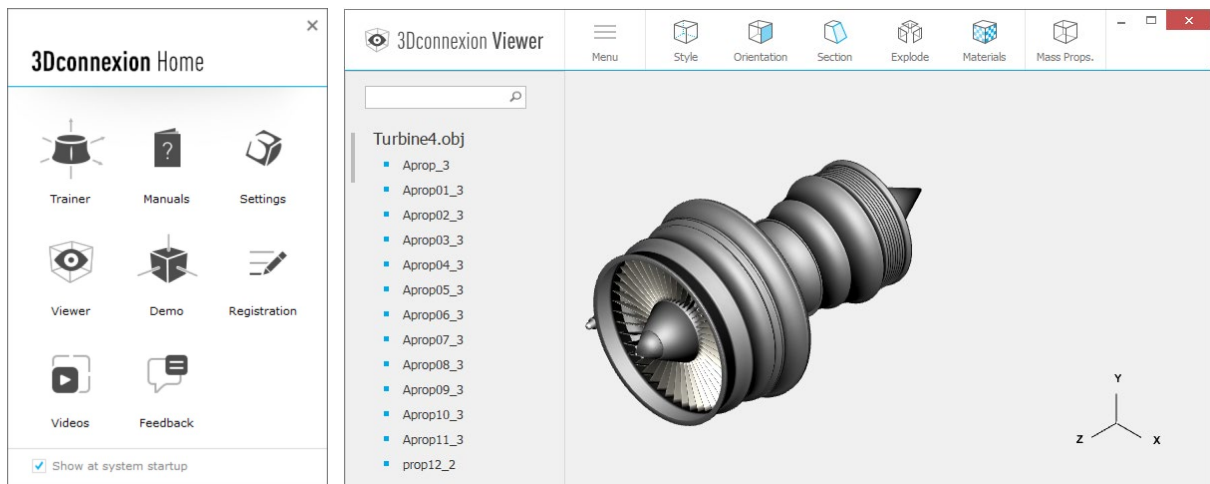 3Dconnexion Home
Trainer
Manuals
Settings
Viewer
Demo
Registration
Videos
Feedback
Show at system startup
3Dconnexion Viewer
Menu
Style
Orientation
Section
Explode
Materials
Mass Props.
Turbine4.obj
Aprop_3
Aprop01_3
Aprop02_3
Aprop03_3
Aprop04_3
Aprop05_3
Aprop06_3
Aprop07_3
Aprop08_3
Aprop09_3
Aprop10_3
Aprop11_3
prop12_2
Y
Z
X